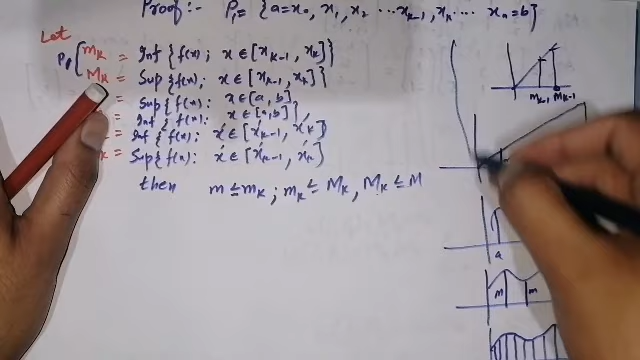 Proof:- P₁ = {a=x₀, x₁, x₂ ... xₖ₋₁, xₖ .... xₙ=b}
Let
P₁ { mₖ = Inf {f(x); x ∈ [xₖ₋₁, xₖ]}
Mₖ = Sup {f(x); x ∈ [xₖ₋₁, xₖ]}
= Sup {f(x): x ∈ [a, b]}
= Inf {f(x): x ∈ [a, b]}
= Inf {f(x): x' ∈ [x'ₖ₋₁, x'ₖ]}
= Sup {f(x): x' ∈ [x'ₖ₋₁, x'ₖ]}
then m ≤ mₖ ; mₖ ≤ Mₖ , Mₖ ≤ M
mₖ₋₁ Mₖ₋₁
a
m m